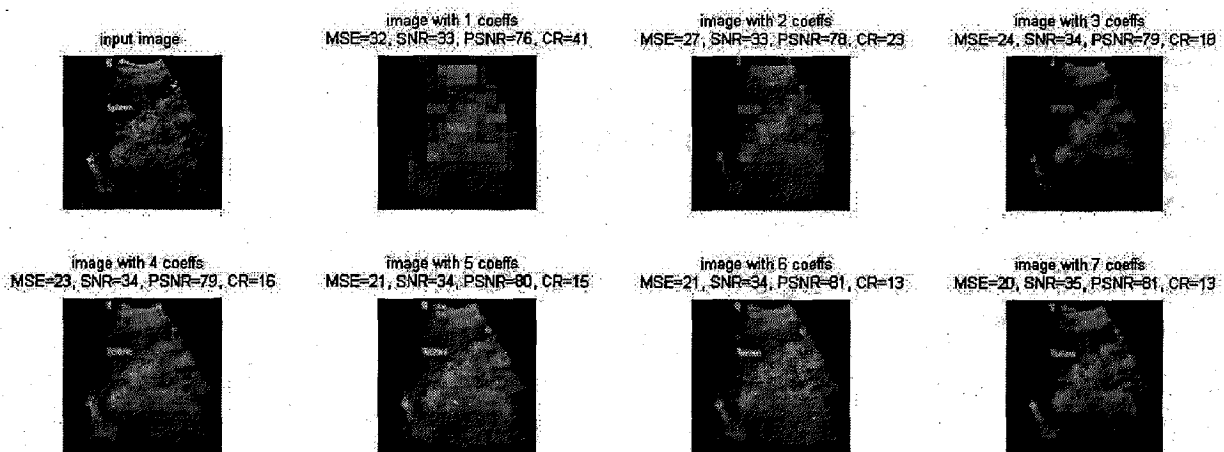 input image
image with 1 coeffs
MSE=32, SNR=33, PSNR=76, CR=41
image with 2 coeffs
MSE=27, SNR=33, PSNR=78, CR=23
image with 3 coeffs
MSE=24, SNR=34, PSNR=79, CR=18
image with 4 coeffs
MSE=23, SNR=34, PSNR=79, CR=16
image with 5 coeffs
MSE=21, SNR=34, PSNR=80, CR=15
image with 6 coeffs
MSE=21, SNR=34, PSNR=81, CR=13
image with 7 coeffs
MSE=20, SNR=35, PSNR=81, CR=13